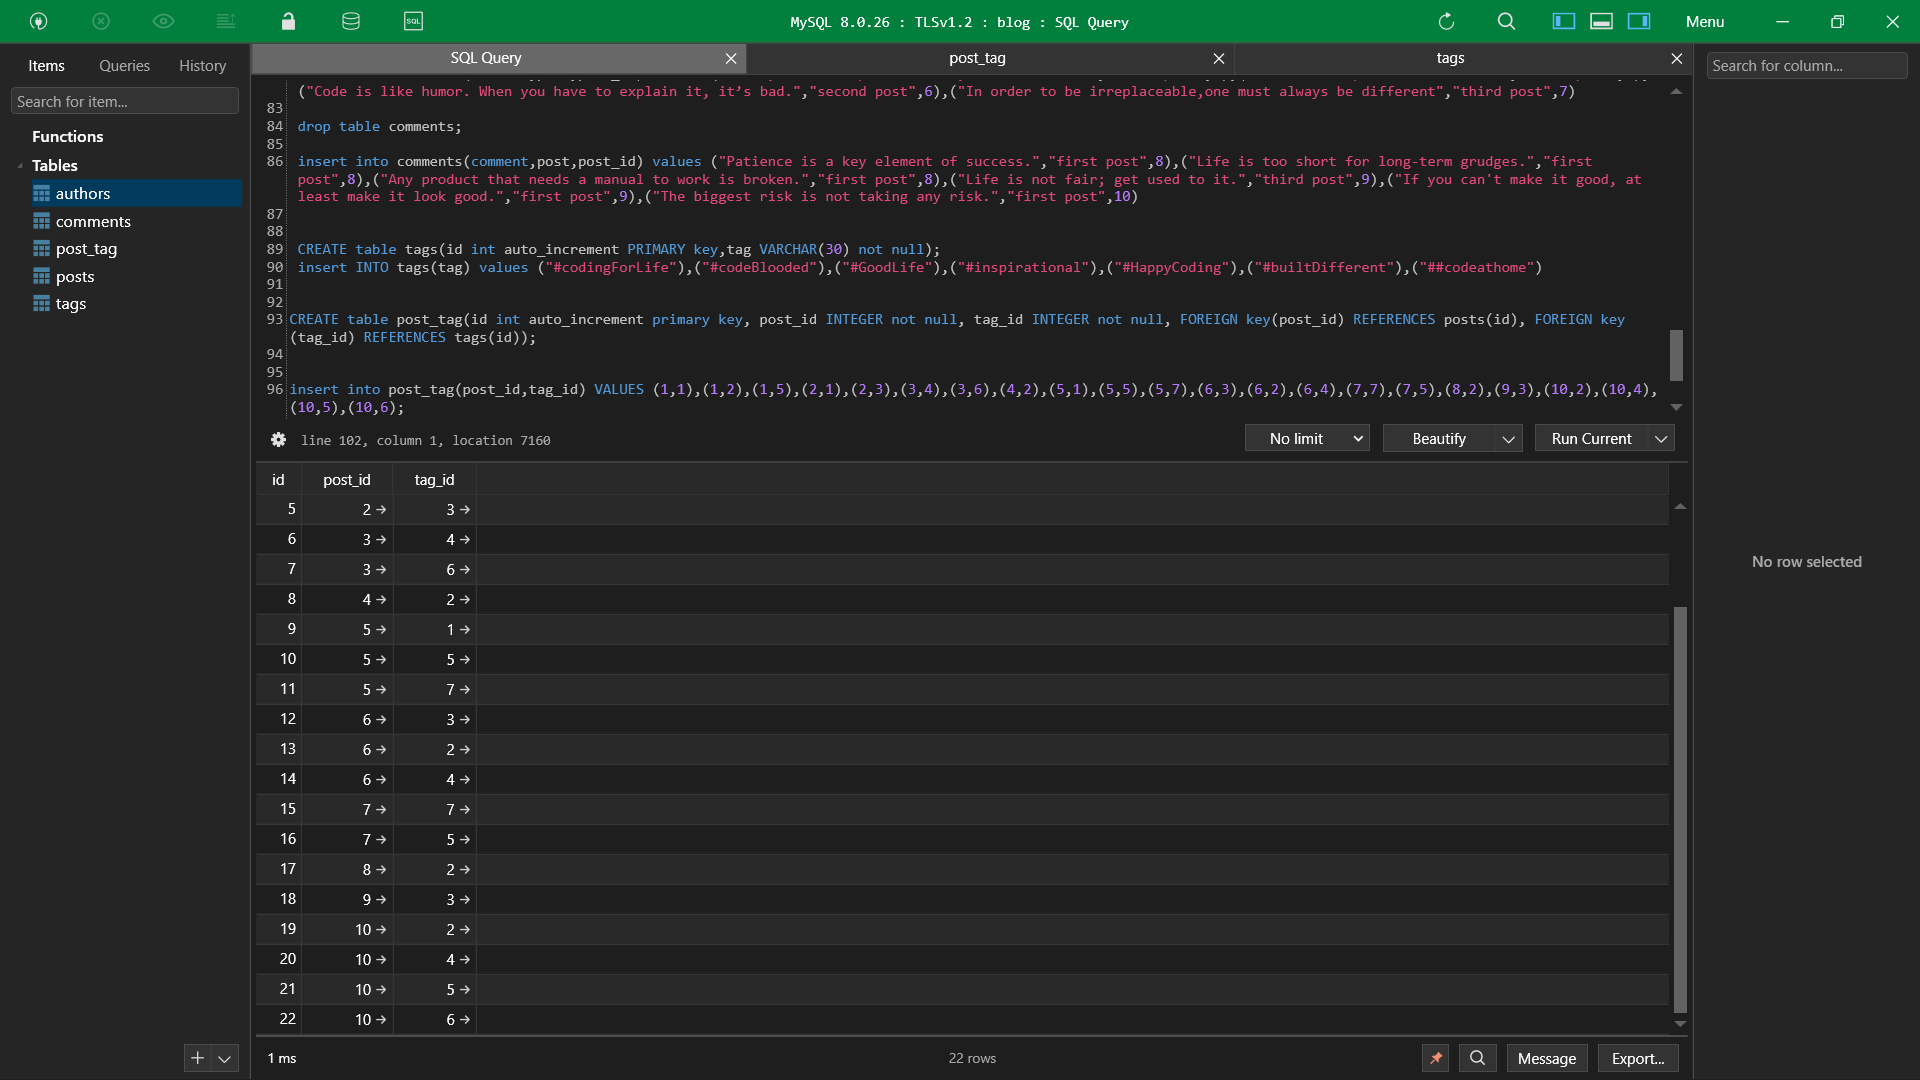 MySQL 8.0.26 : TLSv1.2 : blog : SQL Query
Menu
Items Queries History
Search for item...
Functions
Tables
authors
comments
post_tag
posts
tags
SQL Query post_tag tags
("Code is like humor. When you have to explain it, it’s bad.","second post",6),("In order to be irreplaceable,one must always be different","third post",7)
83
84 drop table comments;
85
86 insert into comments(comment,post,post_id) values ("Patience is a key element of success.","first post",8),("Life is too short for long-term grudges.","first
post",8),("Any product that needs a manual to work is broken.","first post",8),("Life is not fair; get used to it.","third post",9),("If you can't make it good, at
least make it look good.","first post",9),("The biggest risk is not taking any risk.","first post",10)
87
88
89 CREATE table tags(id int auto_increment PRIMARY key,tag VARCHAR(30) not null);
90 insert INTO tags(tag) values ("#codingForLife"),("#codeBlooded"),("#GoodLife"),("#inspirational"),("#HappyCoding"),("#builtDifferent"),("##codeathome")
91
92
93 CREATE table post_tag(id int auto_increment primary key, post_id INTEGER not null, tag_id INTEGER not null, FOREIGN key(post_id) REFERENCES posts(id), FOREIGN key
(tag_id) REFERENCES tags(id));
94
95
96 insert into post_tag(post_id,tag_id) VALUES (1,1),(1,2),(1,5),(2,1),(2,3),(3,4),(3,6),(4,2),(5,1),(5,5),(5,7),(6,3),(6,2),(6,4),(7,7),(7,5),(8,2),(9,3),(10,2),(10,4),
(10,5),(10,6);
line 102, column 1, location 7160
No limit Beautify Run Current
id post_id tag_id
5 2 → 3 →
6 3 → 4 →
7 3 → 6 →
8 4 → 2 →
9 5 → 1 →
10 5 → 5 →
11 5 → 7 →
12 6 → 3 →
13 6 → 2 →
14 6 → 4 →
15 7 → 7 →
16 7 → 5 →
17 8 → 2 →
18 9 → 3 →
19 10 → 2 →
20 10 → 4 →
21 10 → 5 →
22 10 → 6 →
1 ms 22 rows Message Export...
Search for column...
No row selected